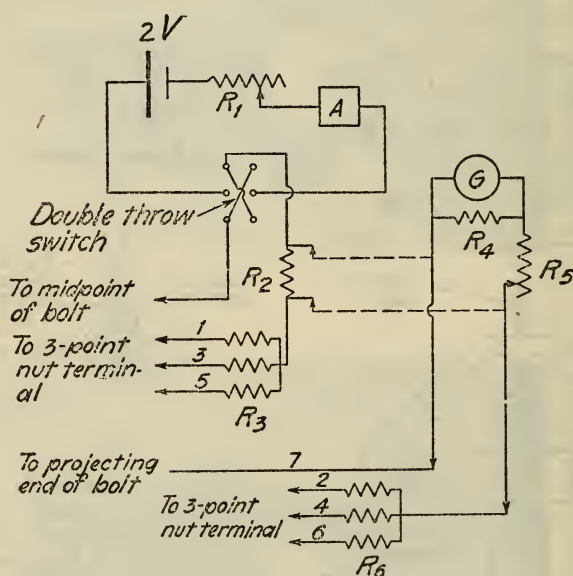 2V
R1
A
Double throw
switch
G
R4
R5
R2
To midpoint
of bolt
To 3-point
nut termin-
al
1
3
5
R3
To projecting
end of bolt
7
To 3-point
nut terminal
2
4
6
R6